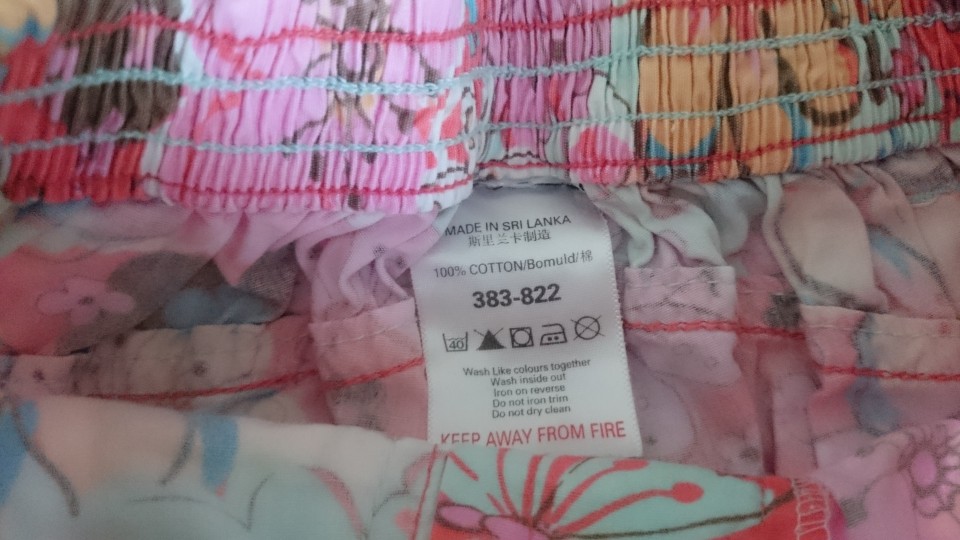 MADE IN SRI LANKA
斯里兰卡制造
100% COTTON/Bomuld/棉
383-822
40
Wash Like colours together
Wash inside out
Iron on reverse
Do not iron trim
Do not dry clean
KEEP AWAY FROM FIRE